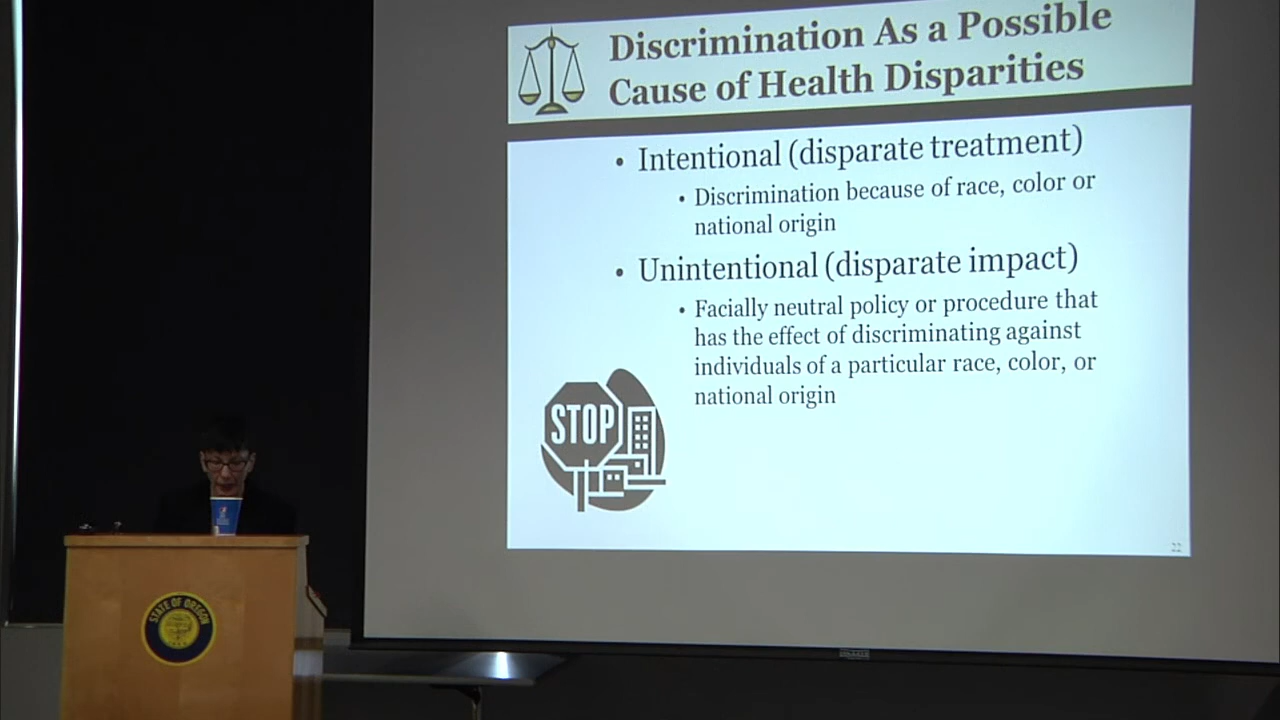 Discrimination As a Possible
Cause of Health Disparities
• Intentional (disparate treatment)
• Discrimination because of race, color or
national origin
• Unintentional (disparate impact)
• Facially neutral policy or procedure that
has the effect of discriminating against
individuals of a particular race, color, or
national origin
STOP
STATE OF OREGON